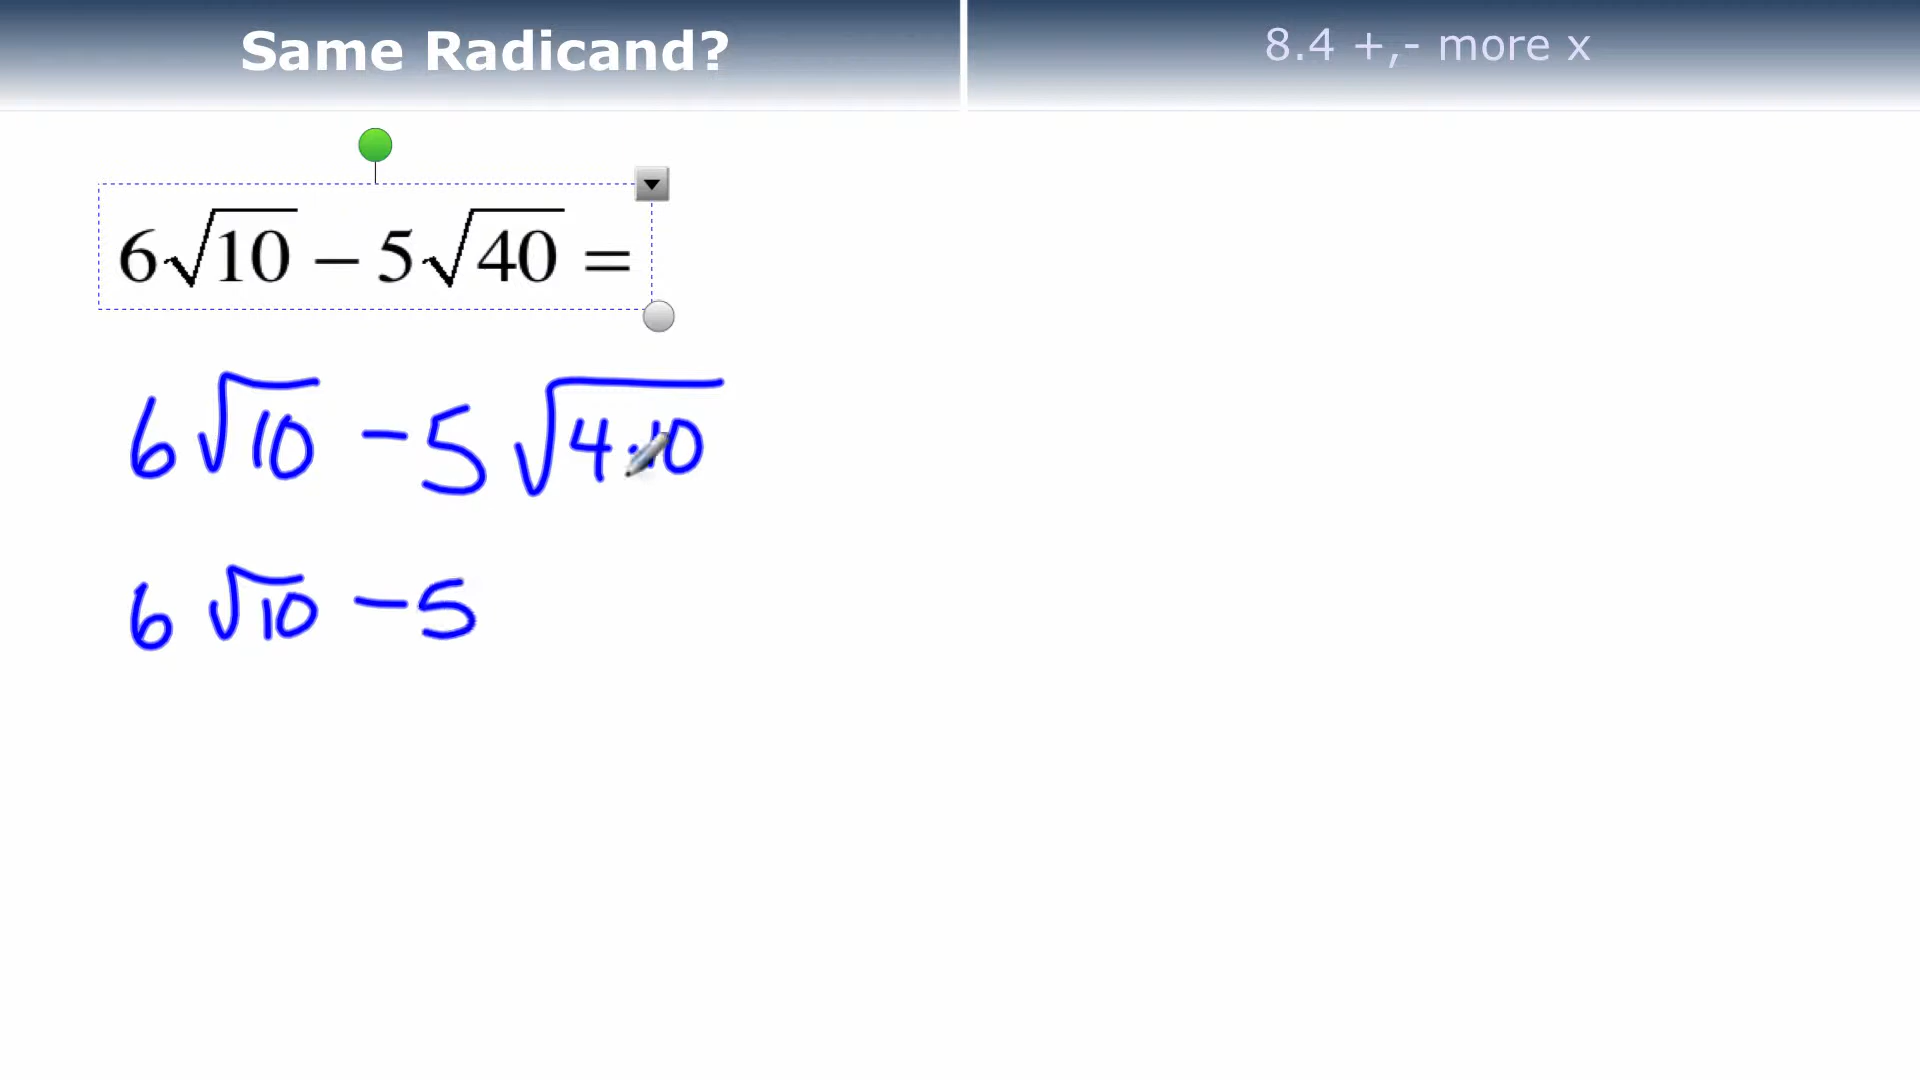 Same Radicand?
8.4 +,- more x
6√10 − 5√40 =
6√10 − 5√4·10
6√10 − 5